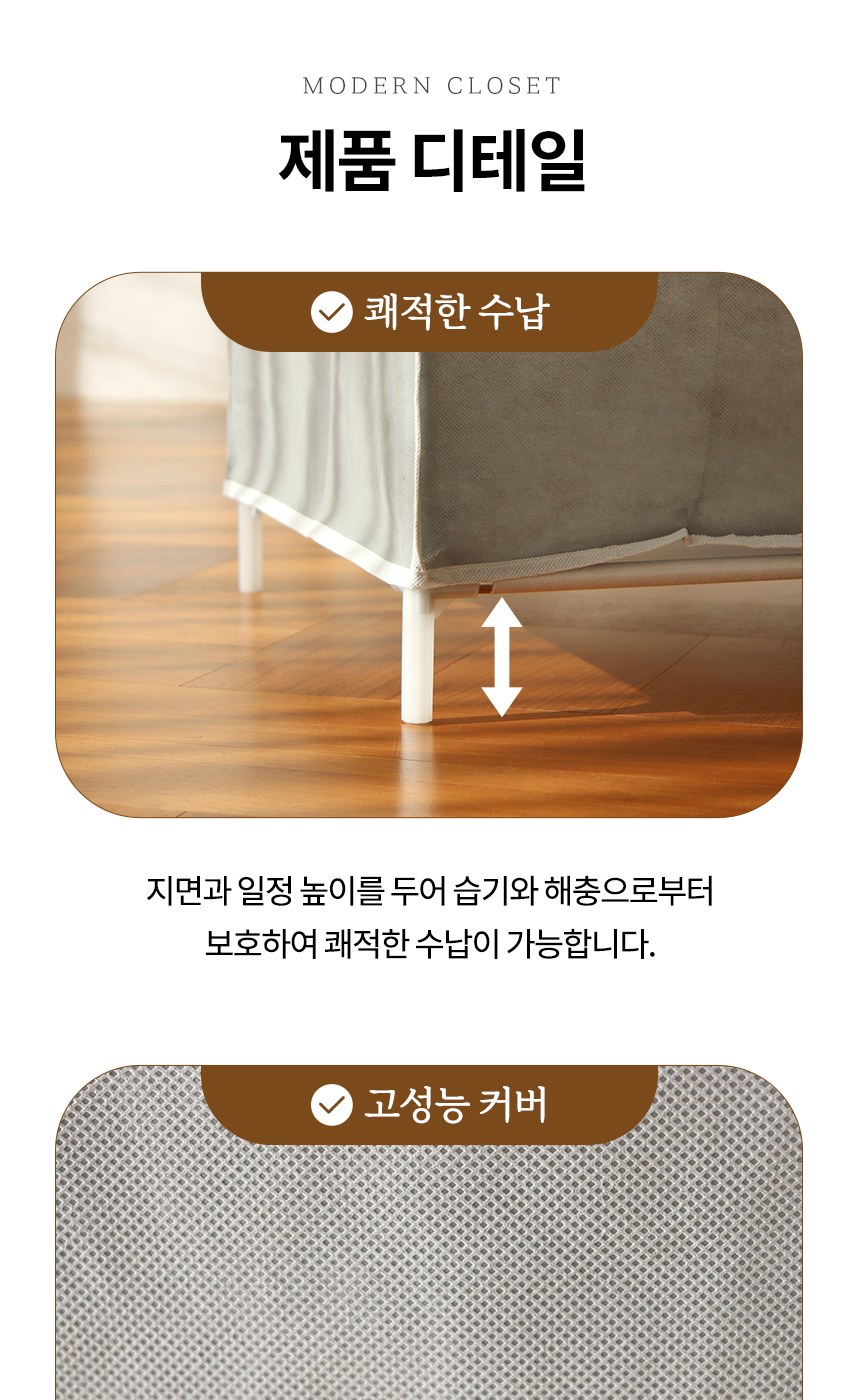 MODERN CLOSET
제품 디테일
쾌적한 수납
지면과 일정 높이를 두어 습기와 해충으로부터
보호하여 쾌적한 수납이 가능합니다.
고성능 커버